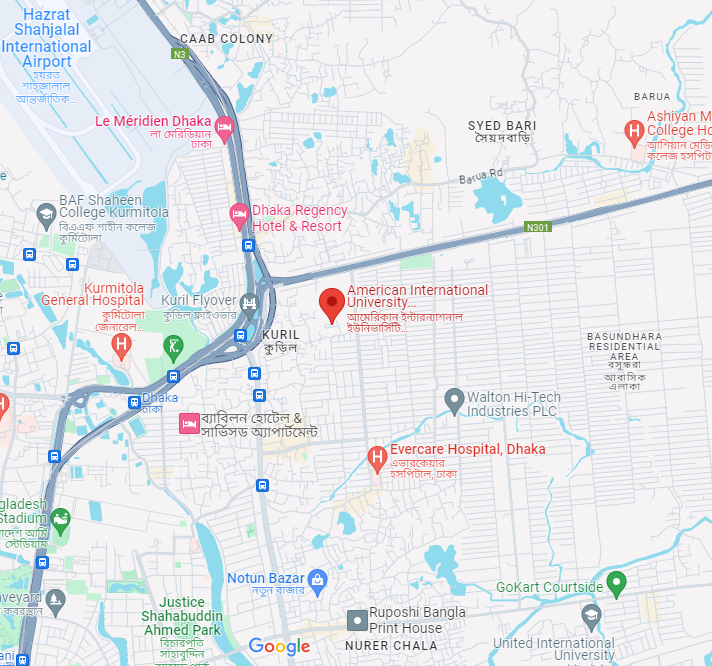 Hazrat
Shahjalal
International
Airport
হযরত
শাহজালাল
আন্তর্জাতিক...
CAAB COLONY
N3
BARUA
Le Méridien Dhaka
লা মেরিডিয়ান
ঢাকা
SYED BARI
সৈয়দবাড়ি
Ashiyan M
College Ho
আশিয়ান মেডি
কলেজ হসপিটা
Barua Rd
BAF Shaheen
College Kurmitola
বিএএফ শাহীন কলেজ
কুর্মিটোলা
Dhaka Regency
Hotel & Resort
N301
Kurmitola
General Hospital
কুর্মিটোলা
জেনারেল...
Kuril Flyover
কুড়িল ফ্লাইওভার
American International
University...
আমেরিকান ইন্টারন্যাশনাল
ইউনিভার্সিটি...
KURIL
কুড়িল
BASUNDHARA
RESIDENTIAL
AREA
বসুন্ধরা
আবাসিক
এলাকা
Dhaka
ঢাকা
Walton Hi-Tech
Industries PLC
ব্যাবিলন হোটেল &
সার্ভিসড অ্যাপার্টমেন্ট
Evercare Hospital, Dhaka
এভারকেয়ার
হসপিটাল, ঢাকা
gladesh
Stadium
াদেশ আর্মি
স্টেডিয়াম
Notun Bazar
নতুন বাজার
GoKart Courtside
veyard
কবরস্থান
Justice
Shahabuddin
Ahmed Park
বিচারপতি
সাহাবুদ্দিন
Ruposhi Bangla
Print House
NURER CHALA
United International
University
Google
ani